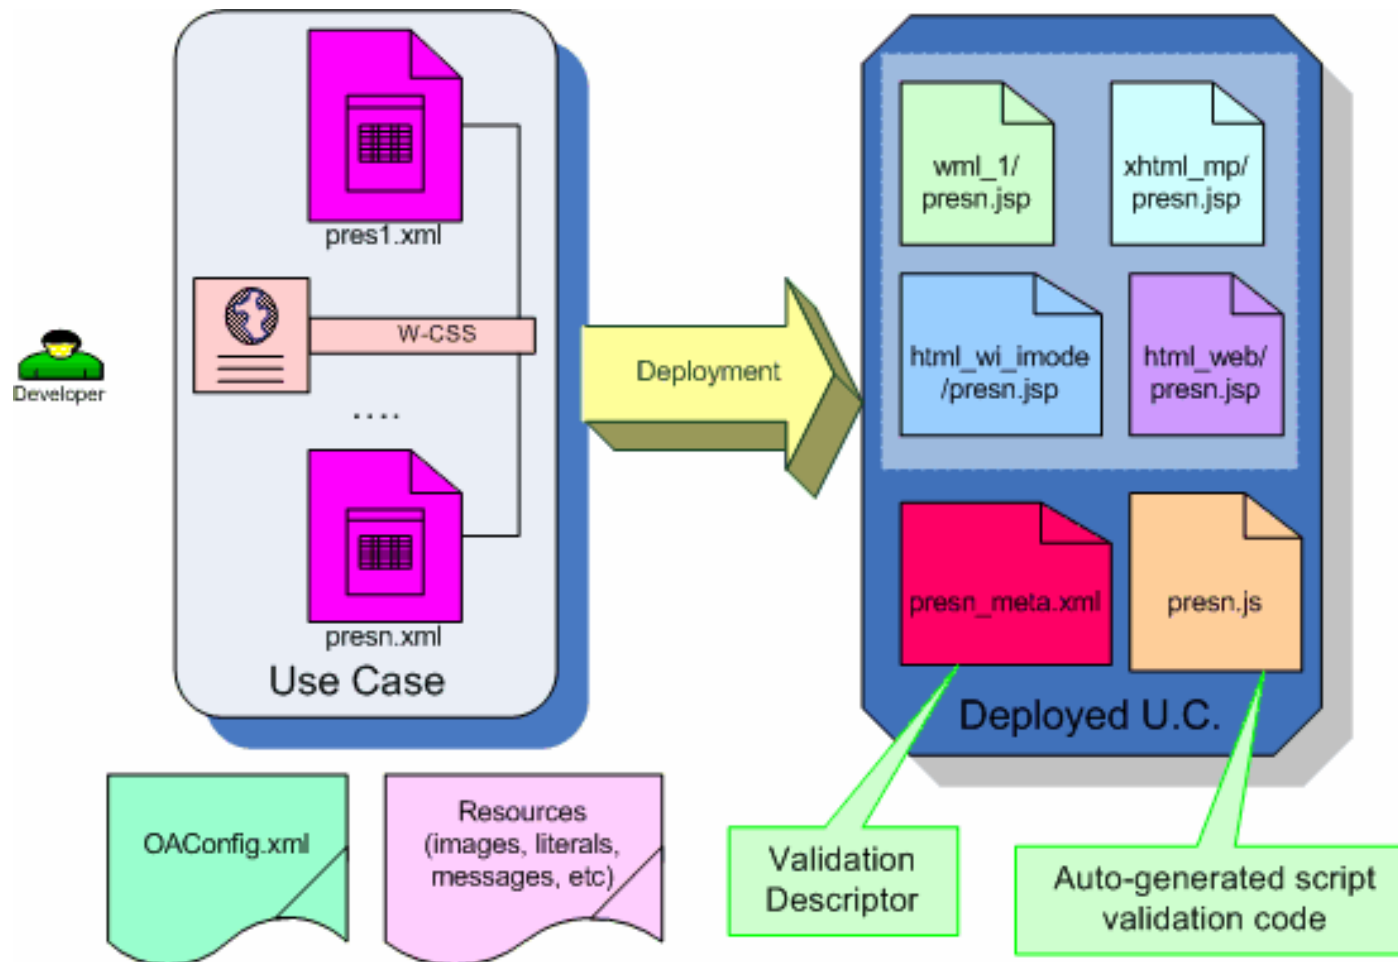 pres1.xml
W-CSS
....
presn.xml
Use Case
Developer
Deployment
wml_1/
presn.jsp
xhtml_mp/
presn.jsp
html_wi_imode
/presn.jsp
html_web/
presn.jsp
presn_meta.xml
presn.js
Deployed U.C.
OAConfig.xml
Resources
(images, literals,
messages, etc)
Validation
Descriptor
Auto-generated script
validation code